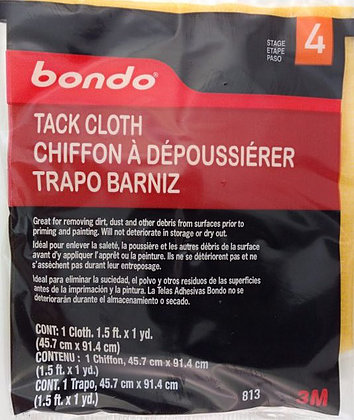 STAGE
ETAPE
PASO
4
bondo®
TACK CLOTH
CHIFFON À DÉPOUSSIÉRER
TRAPO BARNIZ
Great for removing dirt, dust and other debris from surfaces prior to
priming and painting. Will not deteriorate in storage or dry out.
Idéal pour enlever la saleté, la poussière et les autres débris de la surface
avant d'y appliquer l'apprêt ou la peinture. Ils ne se détériorent pas et ne
s'assèchent pas durant leur entreposage.
Ideal para eliminar la suciedad, el polvo y otros residuos de las superficies
antes de la imprimación y la pintura. La Telas Adhesivas Bondo no se
deteriorarán durante el almacenamiento o secado.
CONT: 1 Cloth. 1.5 ft. x 1 yd.
(45.7 cm x 91.4 cm)
CONTENU : 1 Chiffon, 45.7 cm x 91.4 cm
(1.5 ft. x 1 yd.)
CONT. 1 Trapo, 45.7 cm x 91.4 cm
(1.5 ft. x 1 yd.)
813
3M